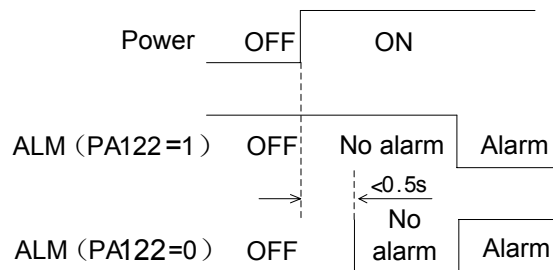 Power OFF ON
ALM（PA122=1） OFF No alarm Alarm
<0.5s
ALM（PA122=0） OFF No alarm Alarm